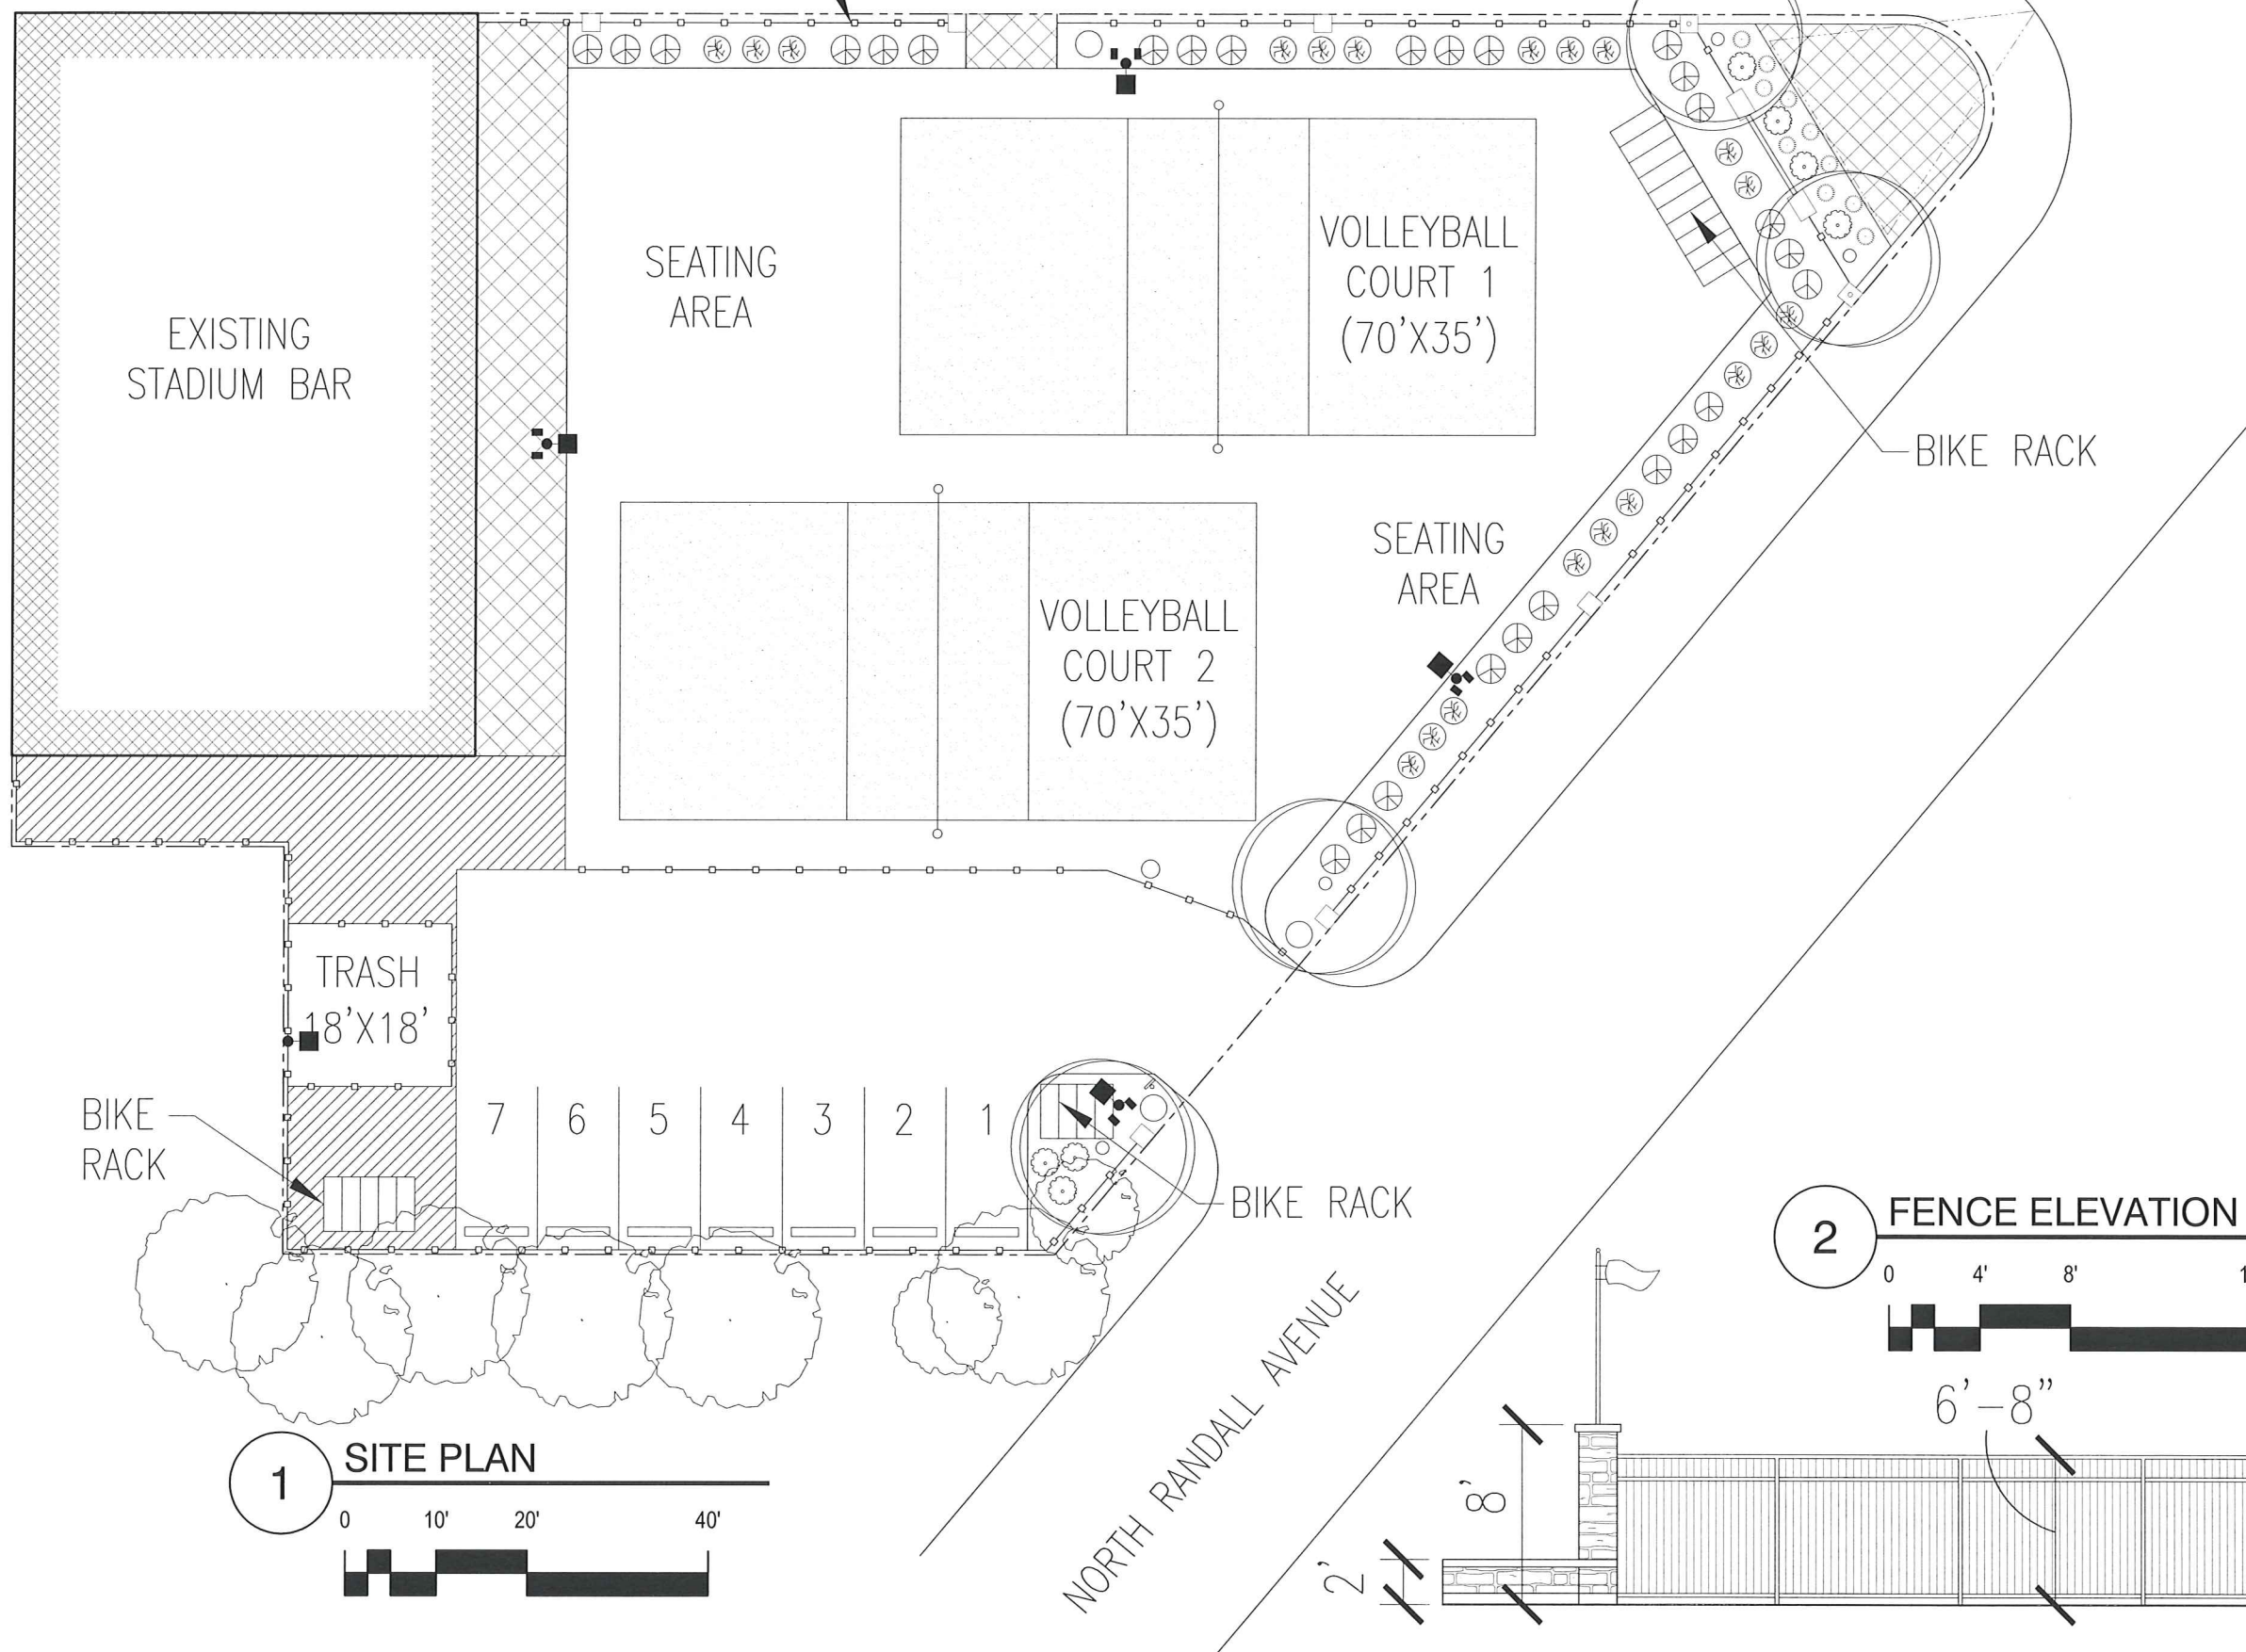 EXISTING
STADIUM BAR
SEATING
AREA
VOLLEYBALL
COURT 1
(70'X35')
BIKE RACK
SEATING
AREA
VOLLEYBALL
COURT 2
(70'X35')
TRASH
18'X18'
BIKE
RACK
7 6 5 4 3 2 1
BIKE RACK
NORTH RANDALL AVENUE
1 SITE PLAN
0 10' 20' 40'
2 FENCE ELEVATION
0 4' 8' 1
6'-8"
8'
2'